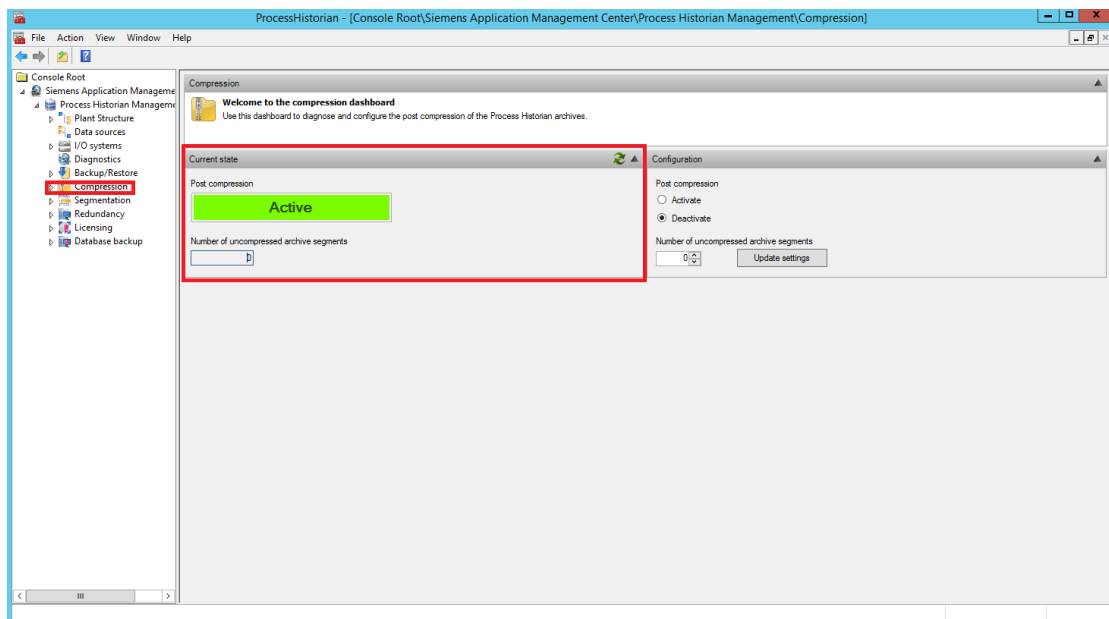 ProcessHistorian - [Console Root\Siemens Application Management Center\Process Historian Management\Compression]
File Action View Window Help
Console Root
Siemens Application Manageme
Process Historian Manageme
Plant Structure
Data sources
I/O systems
Diagnostics
Backup/Restore
Compression
Segmentation
Redundancy
Licensing
Database backup
Compression
Welcome to the compression dashboard
Use this dashboard to diagnose and configure the post compression of the Process Historian archives.
Current state
Post compression
Active
Number of uncompressed archive segments
0
Configuration
Post compression
Activate
Deactivate
Number of uncompressed archive segments
0 Update settings